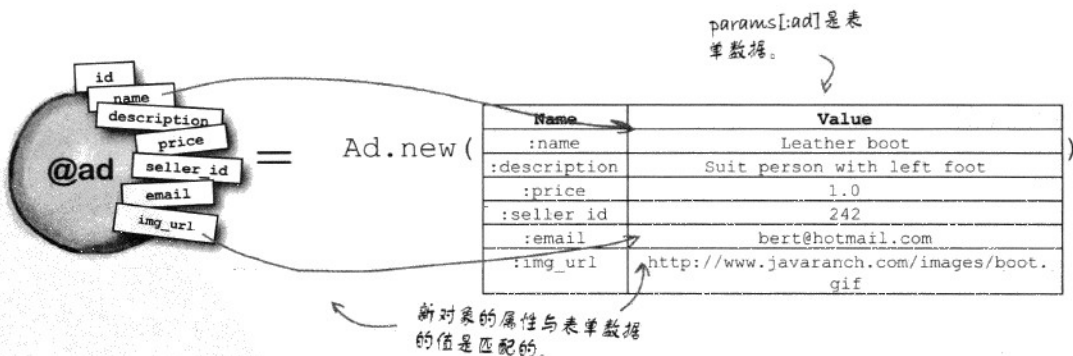 params[:ad]是表
单数据。
id
name
description
price
seller_id
email
img_url
@ad
=
Ad.new(
Name Value
:name Leather boot
:description Suit person with left foot
:price 1.0
:seller_id 242
:email bert@hotmail.com
:img_url http://www.javaranch.com/images/boot.
gif
)
新对象的属性与表单数据
的值是匹配的。